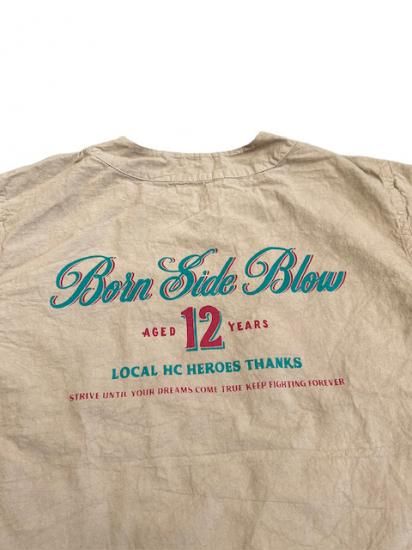 Born Side Blow
AGED 12 YEARS
LOCAL HC HEROES THANKS
STRIVE UNTIL YOUR DREAMS COME TRUE KEEP FIGHTING FOREVER